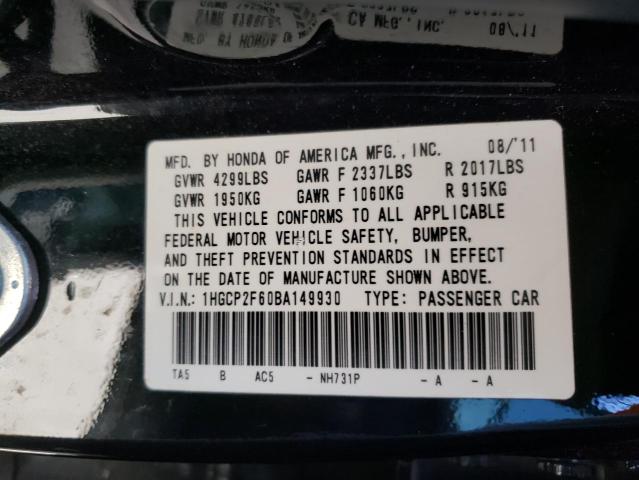 MFD. BY HONDA OF AMERICA MFG., INC. 08/'11
GVWR 4299LBS GAWR F 2337LBS R 2017LBS
GVWR 1950KG GAWR F 1060KG R 915KG
THIS VEHICLE CONFORMS TO ALL APPLICABLE
FEDERAL MOTOR VEHICLE SAFETY, BUMPER,
AND THEFT PREVENTION STANDARDS IN EFFECT
ON THE DATE OF MANUFACTURE SHOWN ABOVE.
V.I.N.: 1HGCP2F60BA149930 TYPE: PASSENGER CAR
TA5 B AC5 - NH731P - A - A